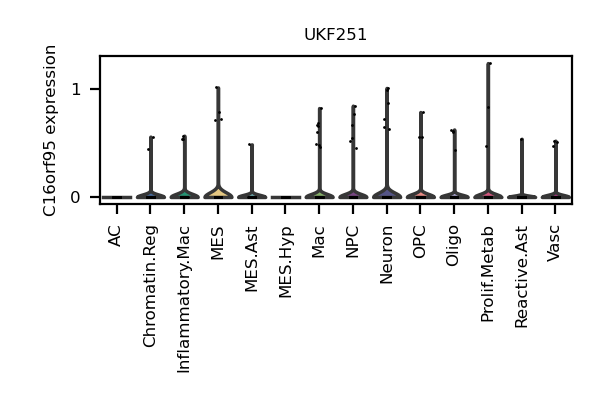 UKF251
C16orf95 expression
1
0
AC
Chromatin.Reg
Inflammatory.Mac
MES
MES.Ast
MES.Hyp
Mac
NPC
Neuron
OPC
Oligo
Prolif.Metab
Reactive.Ast
Vasc